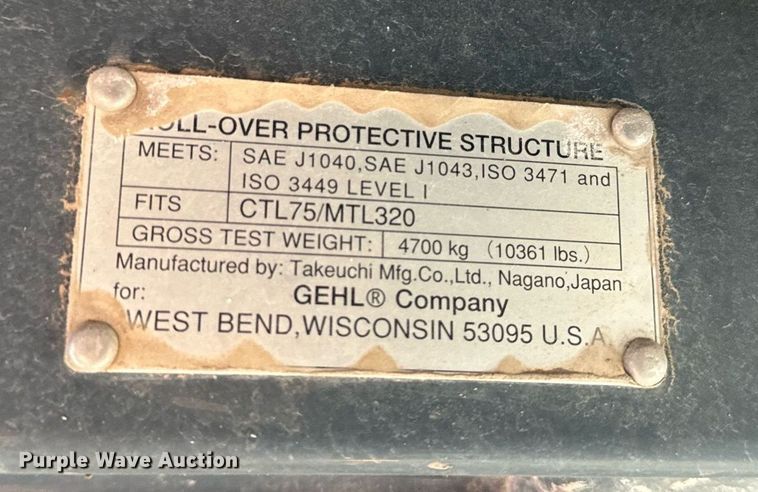 ROLL-OVER PROTECTIVE STRUCTURE
MEETS: SAE J1040,SAE J1043,ISO 3471 and
ISO 3449 LEVEL I
FITS CTL75/MTL320
GROSS TEST WEIGHT: 4700 kg (10361 lbs.)
Manufactured by: Takeuchi Mfg.Co.,Ltd., Nagano,Japan
for: GEHL® Company
WEST BEND,WISCONSIN 53095 U.S.A.
Purple Wave Auction